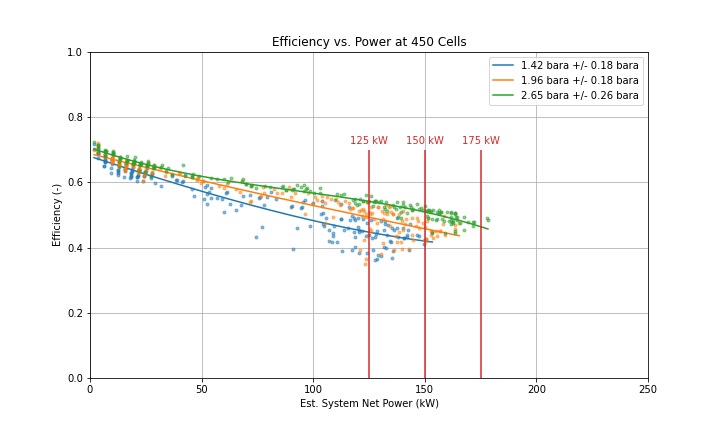 Efficiency vs. Power at 450 Cells
1.0
0.8
0.6
0.4
0.2
0.0
Efficiency (-)
1.42 bara +/- 0.18 bara
1.96 bara +/- 0.18 bara
2.65 bara +/- 0.26 bara
125 kW
150 kW
175 kW
0
50
100
150
200
250
Est. System Net Power (kW)